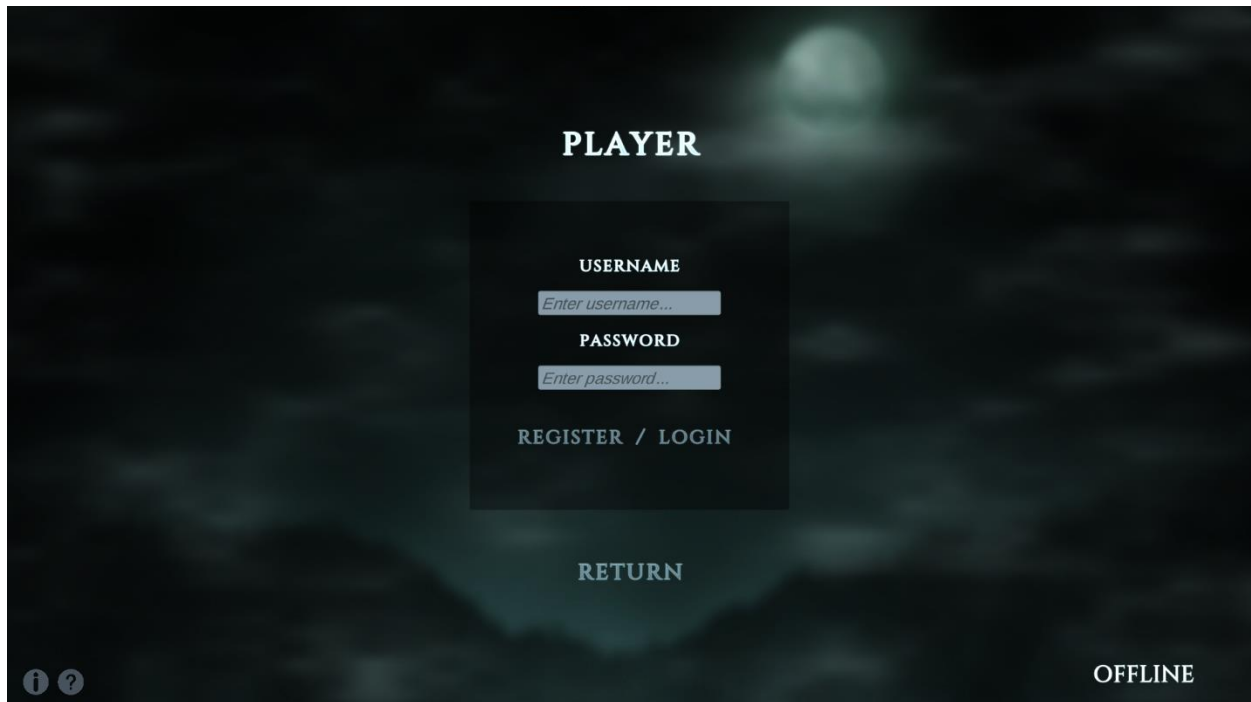 PLAYER
USERNAME
Enter username...
PASSWORD
Enter password...
REGISTER / LOGIN
RETURN
i ?
OFFLINE